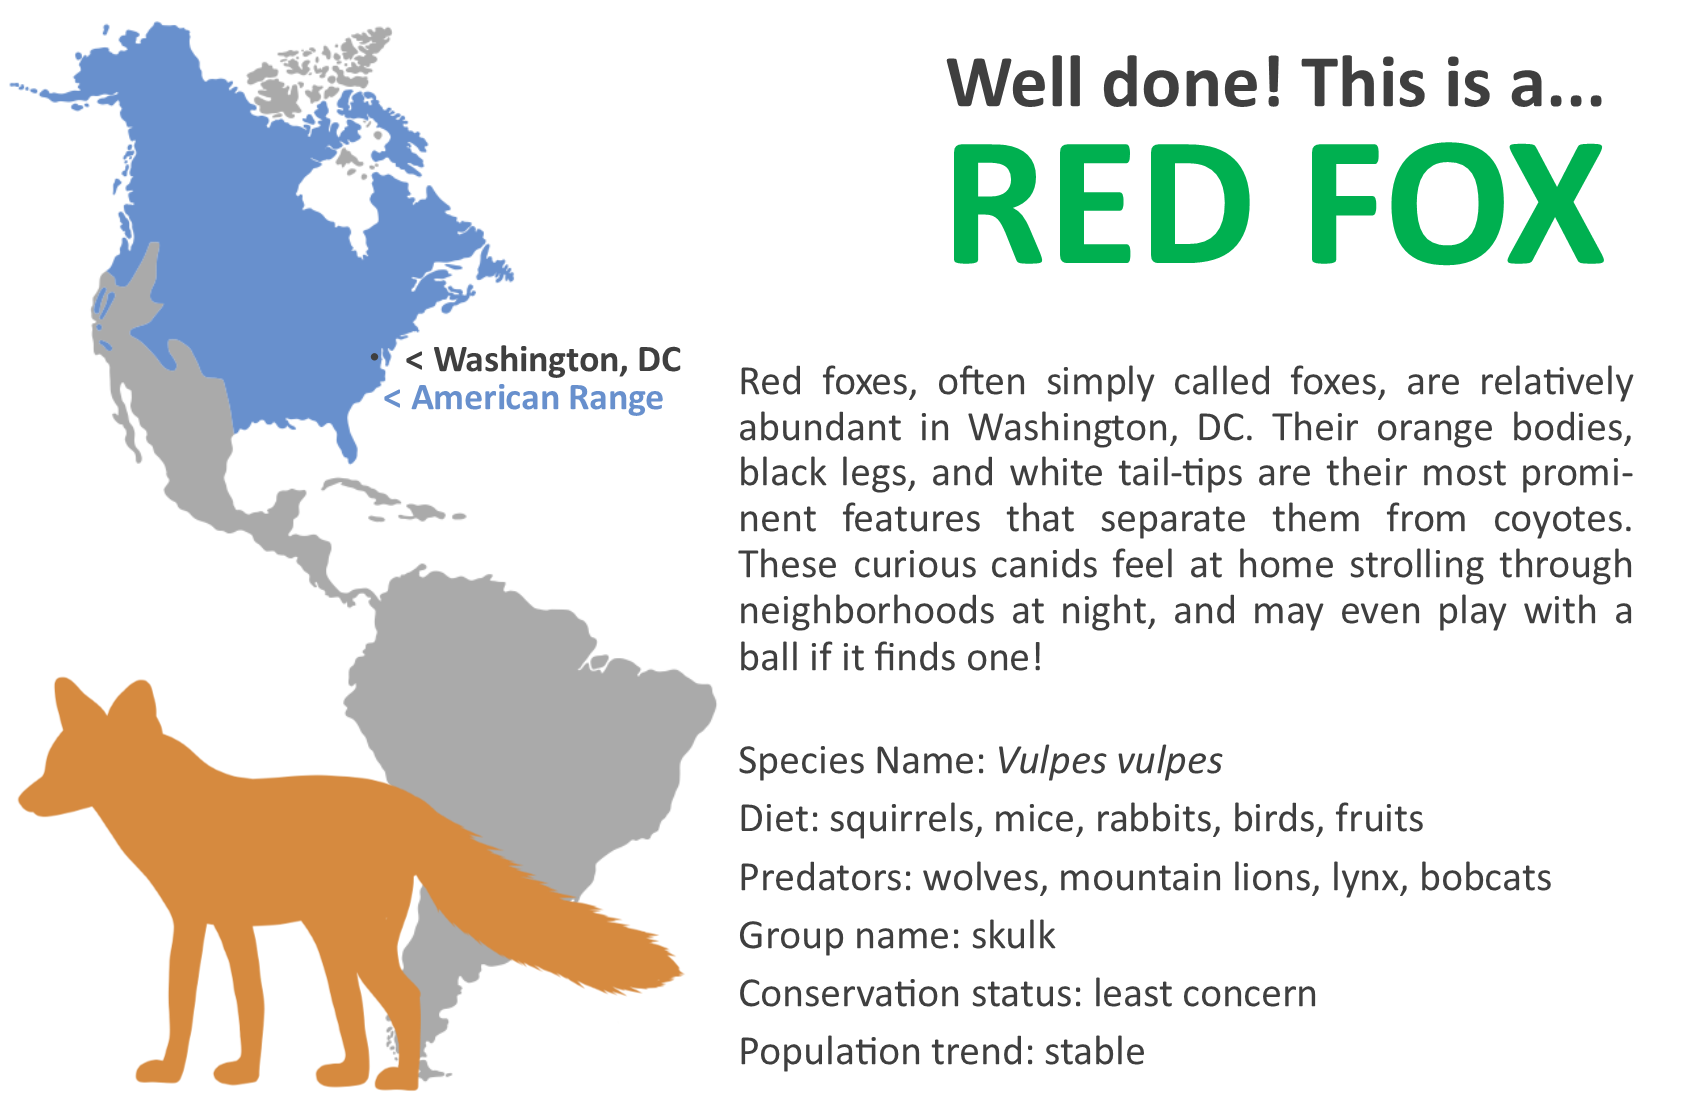 Well done! This is a...
RED FOX
< Washington, DC
< American Range
Red foxes, often simply called foxes, are relatively
abundant in Washington, DC. Their orange bodies,
black legs, and white tail-tips are their most promi-
nent features that separate them from coyotes.
These curious canids feel at home strolling through
neighborhoods at night, and may even play with a
ball if it finds one!
Species Name: Vulpes vulpes
Diet: squirrels, mice, rabbits, birds, fruits
Predators: wolves, mountain lions, lynx, bobcats
Group name: skulk
Conservation status: least concern
Population trend: stable